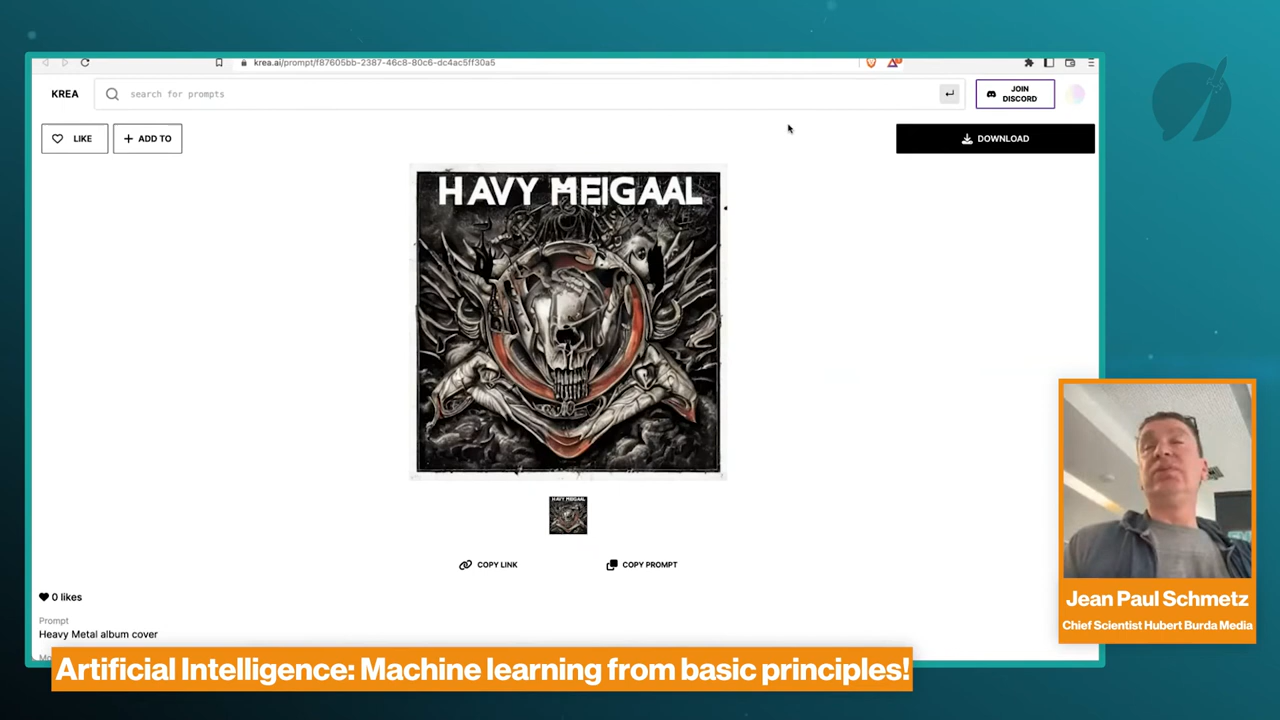 krea.ai/prompt/f87605bb-2387-46c8-80c6-dc4ac5ff30a5
KREA
search for prompts
JOIN
DISCORD
LIKE
+ ADD TO
DOWNLOAD
HAVY MEIGAAL
HAVY MEIGAAL
COPY LINK
COPY PROMPT
0 likes
Prompt
Heavy Metal album cover
Jean Paul Schmetz
Chief Scientist Hubert Burda Media
Artificial Intelligence: Machine learning from basic principles!